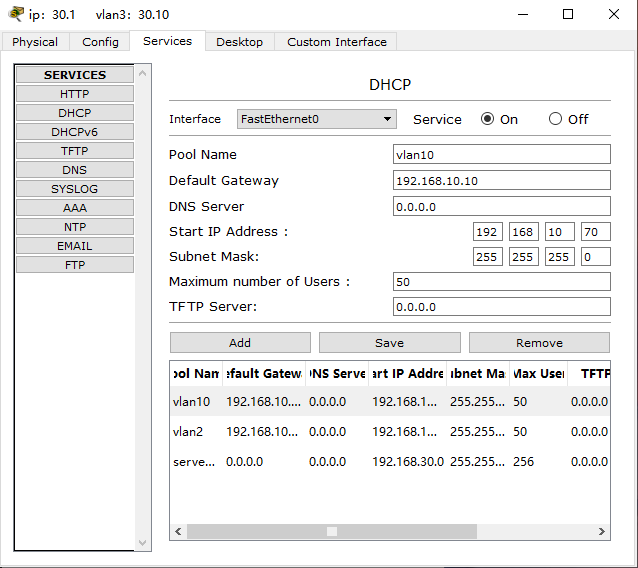 ip: 30.1 vlan3: 30.10
Physical Config Services Desktop Custom Interface
SERVICES
HTTP
DHCP
DHCPv6
TFTP
DNS
SYSLOG
AAA
NTP
EMAIL
FTP
DHCP
Interface FastEthernet0 Service On Off
Pool Name vlan10
Default Gateway 192.168.10.10
DNS Server 0.0.0.0
Start IP Address : 192 168 10 70
Subnet Mask: 255 255 255 0
Maximum number of Users : 50
TFTP Server: 0.0.0.0
Add Save Remove
ool Nam efault Gatewa NS Serve art IP Addre ubnet Ma Max User TFTP
vlan10 192.168.10.... 0.0.0.0 192.168.1... 255.255... 50 0.0.0.0
vlan2 192.168.10.... 0.0.0.0 192.168.1... 255.255... 50 0.0.0.0
serve... 0.0.0.0 0.0.0.0 192.168.30.0 255.255... 256 0.0.0.0